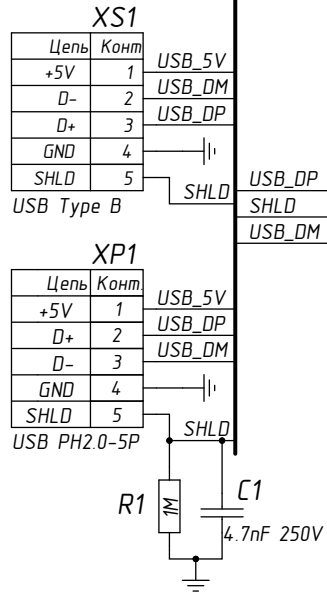 XS1
Цепь Конт
+5V 1 USB_5V
D- 2 USB_DM
D+ 3 USB_DP
GND 4
SHLD 5 SHLD
USB Type B
USB_DP
SHLD
USB_DM
XP1
Цепь Конт.
+5V 1 USB_5V
D+ 2 USB_DP
D- 3 USB_DM
GND 4
SHLD 5 SHLD
USB PH2.0-5P
R1 1M C1
4.7nF 250V